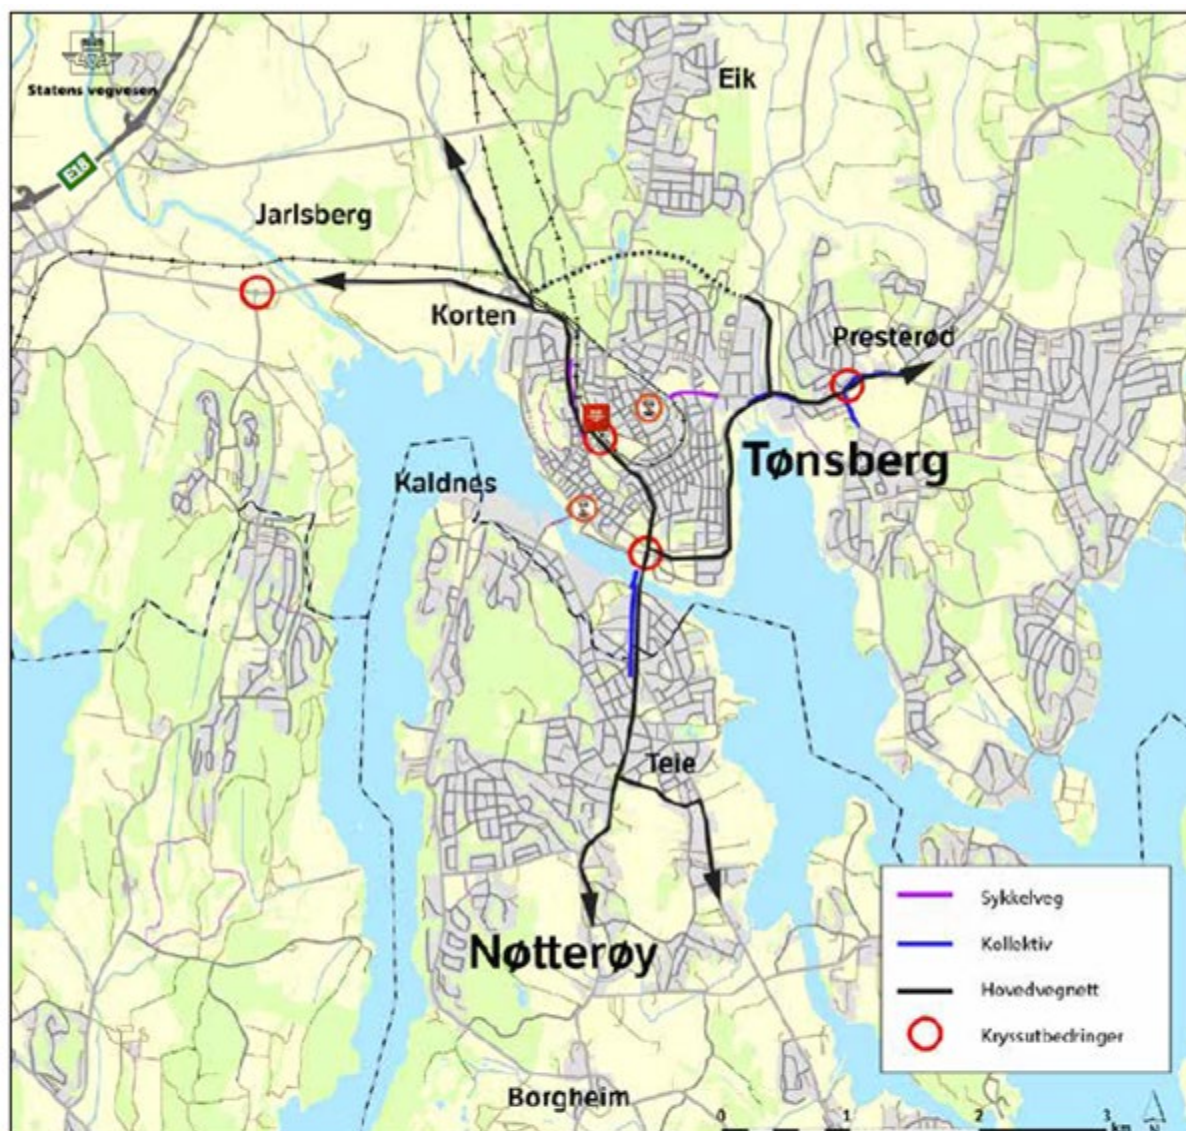 Statens vegvesen
E18
Eik
Jarlsberg
Korten
Presterød
Tønsberg
Kaldnes
Teie
Nøtterøy
Borgheim
Sykkelveg
Kollektiv
Hovedvegnett
Kryssutbedringer
0 1 2 3
km
N